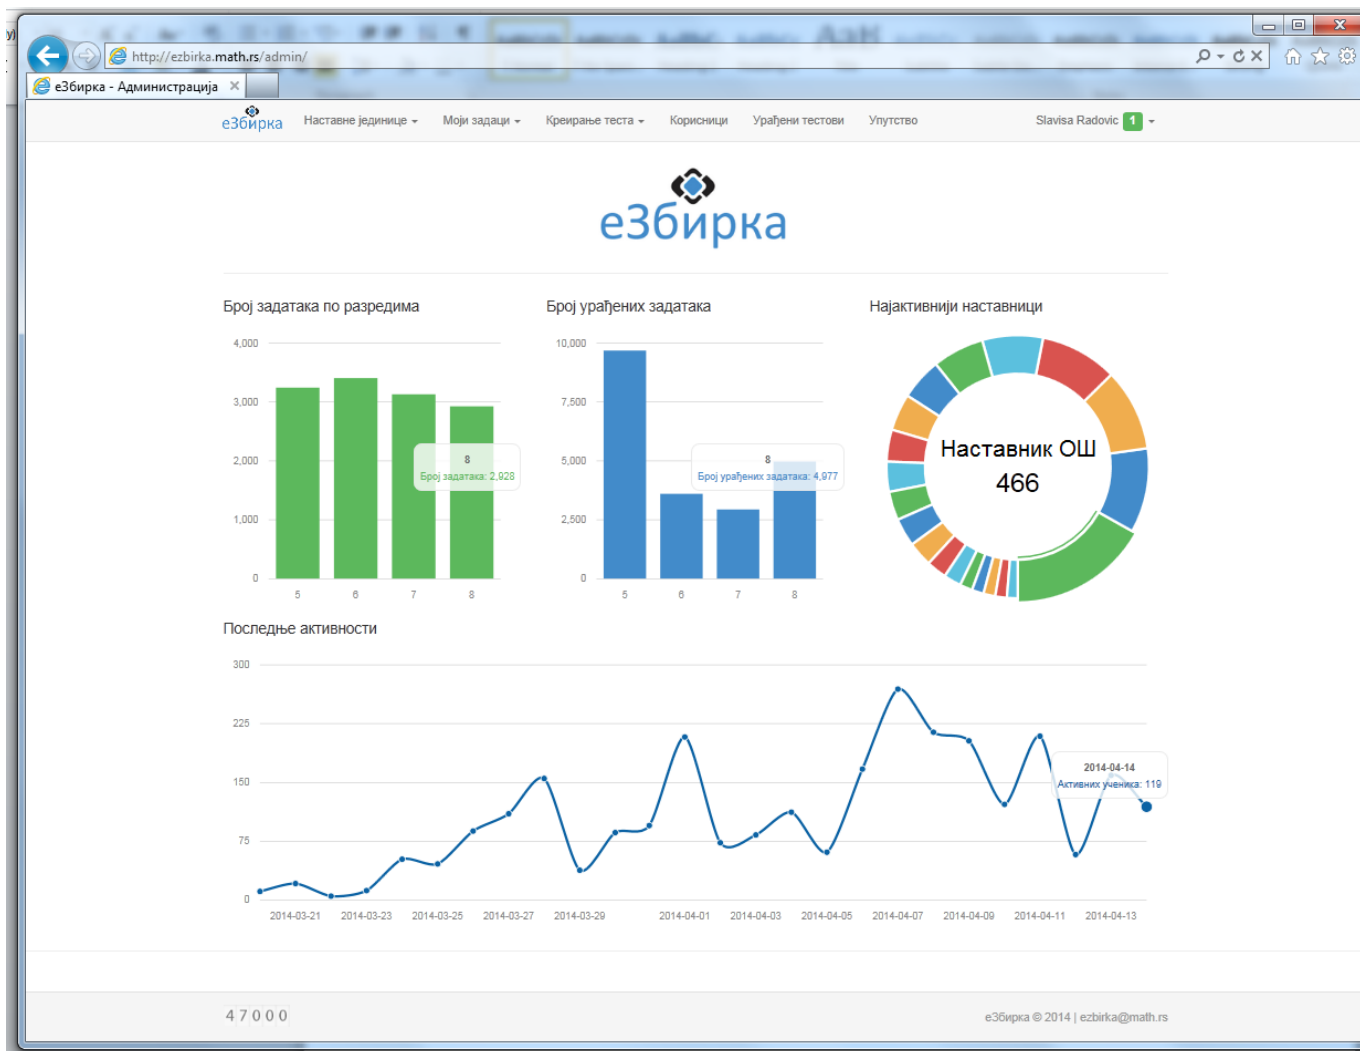 http://ezbirka.math.rs/admin/
еЗбирка - Администрација
еЗбирка Наставне јединице Моји задаци Креирање теста Корисници Урађени тестови Упутство Slavisa Radovic 1
еЗбирка
Број задатака по разредима Број урађених задатака Најактивнији наставници
4,000
3,000
2,000
1,000
0
5 6 7 8
8
Број задатака: 2,928
10,000
7,500
5,000
2,500
0
5 6 7 8
8
Број урађених задатака: 4,977
Наставник ОШ
466
Последње активности
300
225
150
75
0
2014-03-21 2014-03-23 2014-03-25 2014-03-27 2014-03-29 2014-04-01 2014-04-03 2014-04-05 2014-04-07 2014-04-09 2014-04-11 2014-04-13
2014-04-14
Активних ученика: 119
47000
еЗбирка © 2014 | ezbirka@math.rs